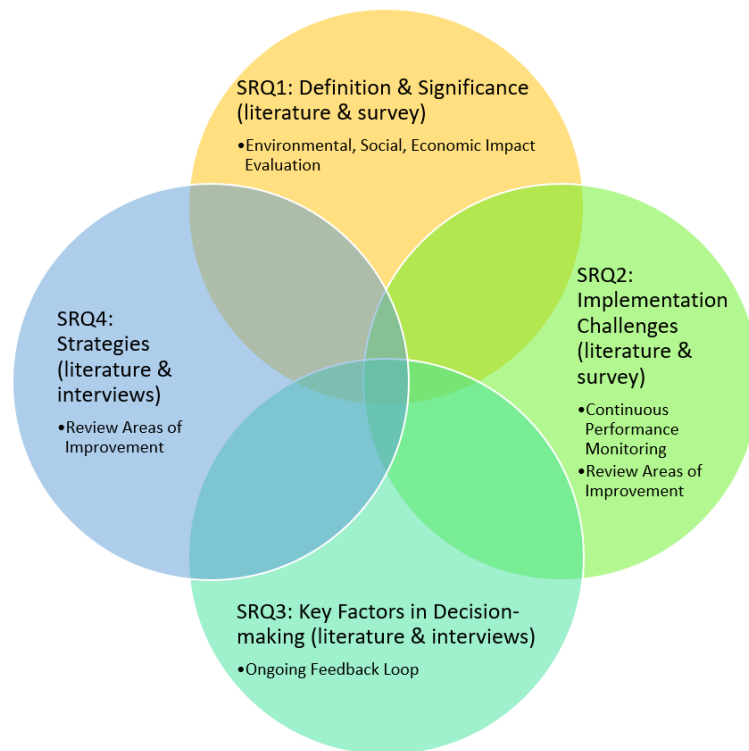 SRQ1: Definition & Significance
(literature & survey)
•Environmental, Social, Economic Impact
Evaluation
SRQ2:
Implementation
Challenges
(literature &
survey)
•Continuous
Performance
Monitoring
•Review Areas of
Improvement
SRQ3: Key Factors in Decision-
making (literature & interviews)
•Ongoing Feedback Loop
SRQ4:
Strategies
(literature &
interviews)
•Review Areas of
Improvement